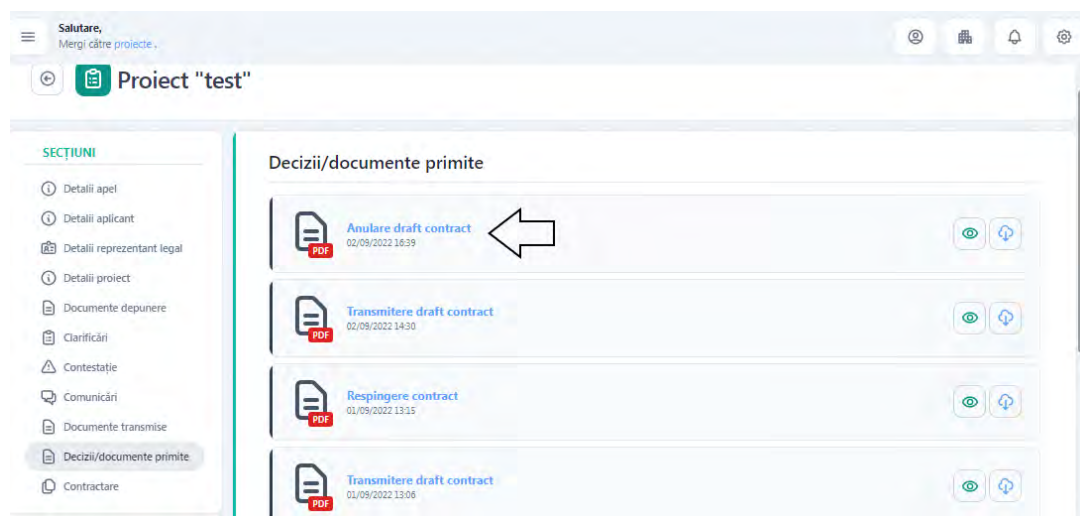 Salutare,
Mergi către proiecte .
Proiect "test"
SECȚIUNI
Detalii apel
Detalii aplicant
Detalii reprezentant legal
Detalii proiect
Documente depunere
Clarificări
Contestație
Comunicări
Documente transmise
Decizii/documente primite
Contractare
Decizii/documente primite
PDF
Anulare draft contract
02/09/2022 16:39
PDF
Transmitere draft contract
02/09/2022 14:30
PDF
Respingere contract
01/09/2022 13:15
PDF
Transmitere draft contract
01/09/2022 13:06